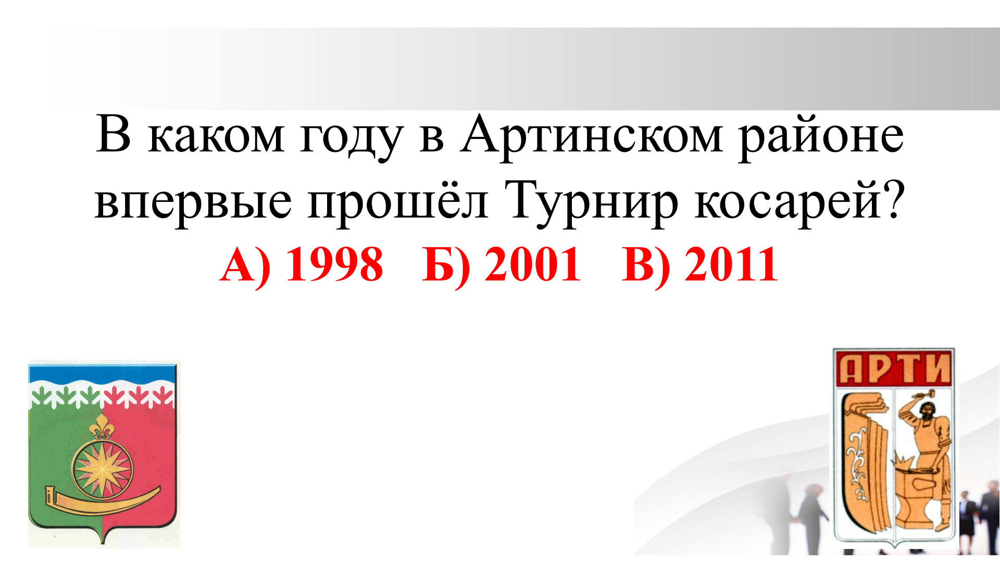 В каком году в Артинском районе
впервые прошёл Турнир косарей?
А) 1998 Б) 2001 В) 2011
АРТИ